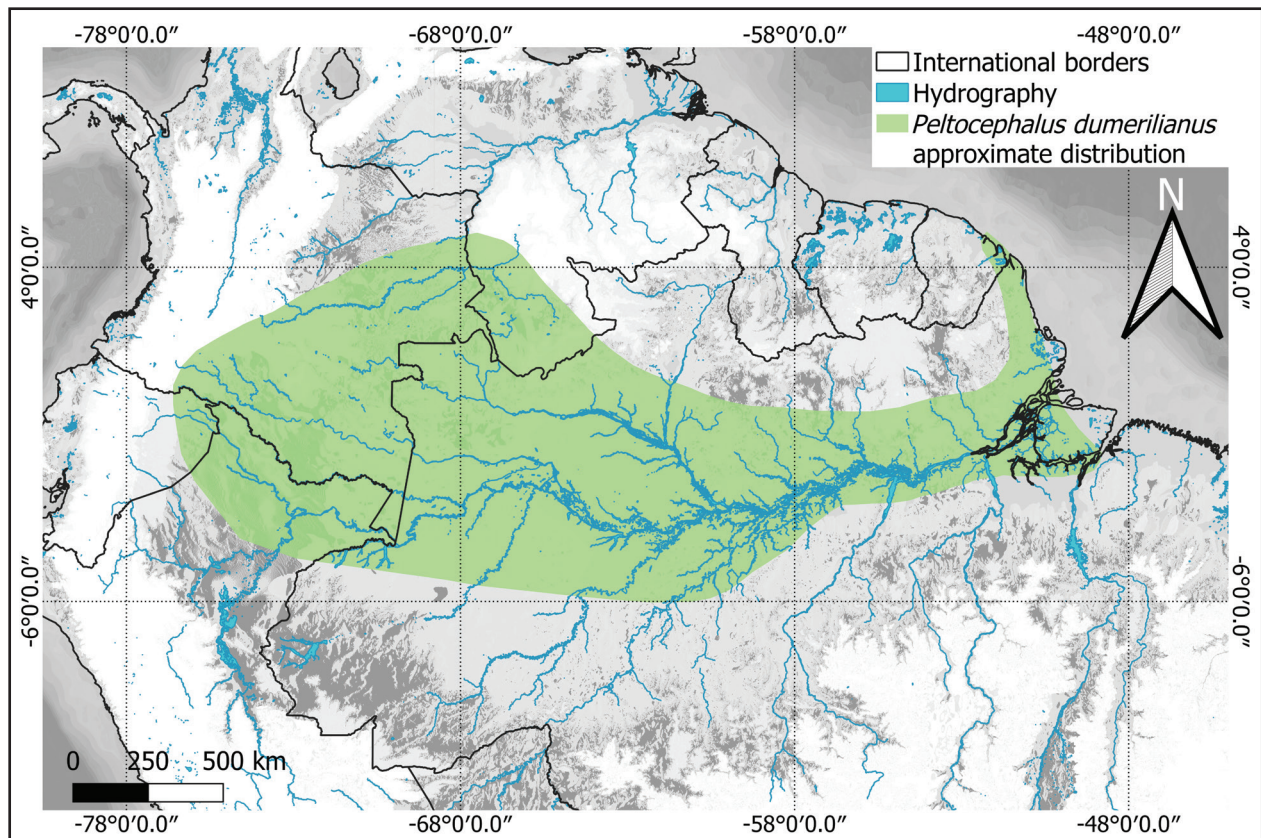 -78°0'0.0"
-68°0'0.0"
-58°0'0.0"
-48°0'0.0"
International borders
Hydrography
Peltocephalus dumerilianus
approximate distribution
N
4°0'0.0"
4°0'0.0"
-6°0'0.0"
-6°0'0.0"
0 250 500 km
-78°0'0.0"
-68°0'0.0"
-58°0'0.0"
-48°0'0.0"